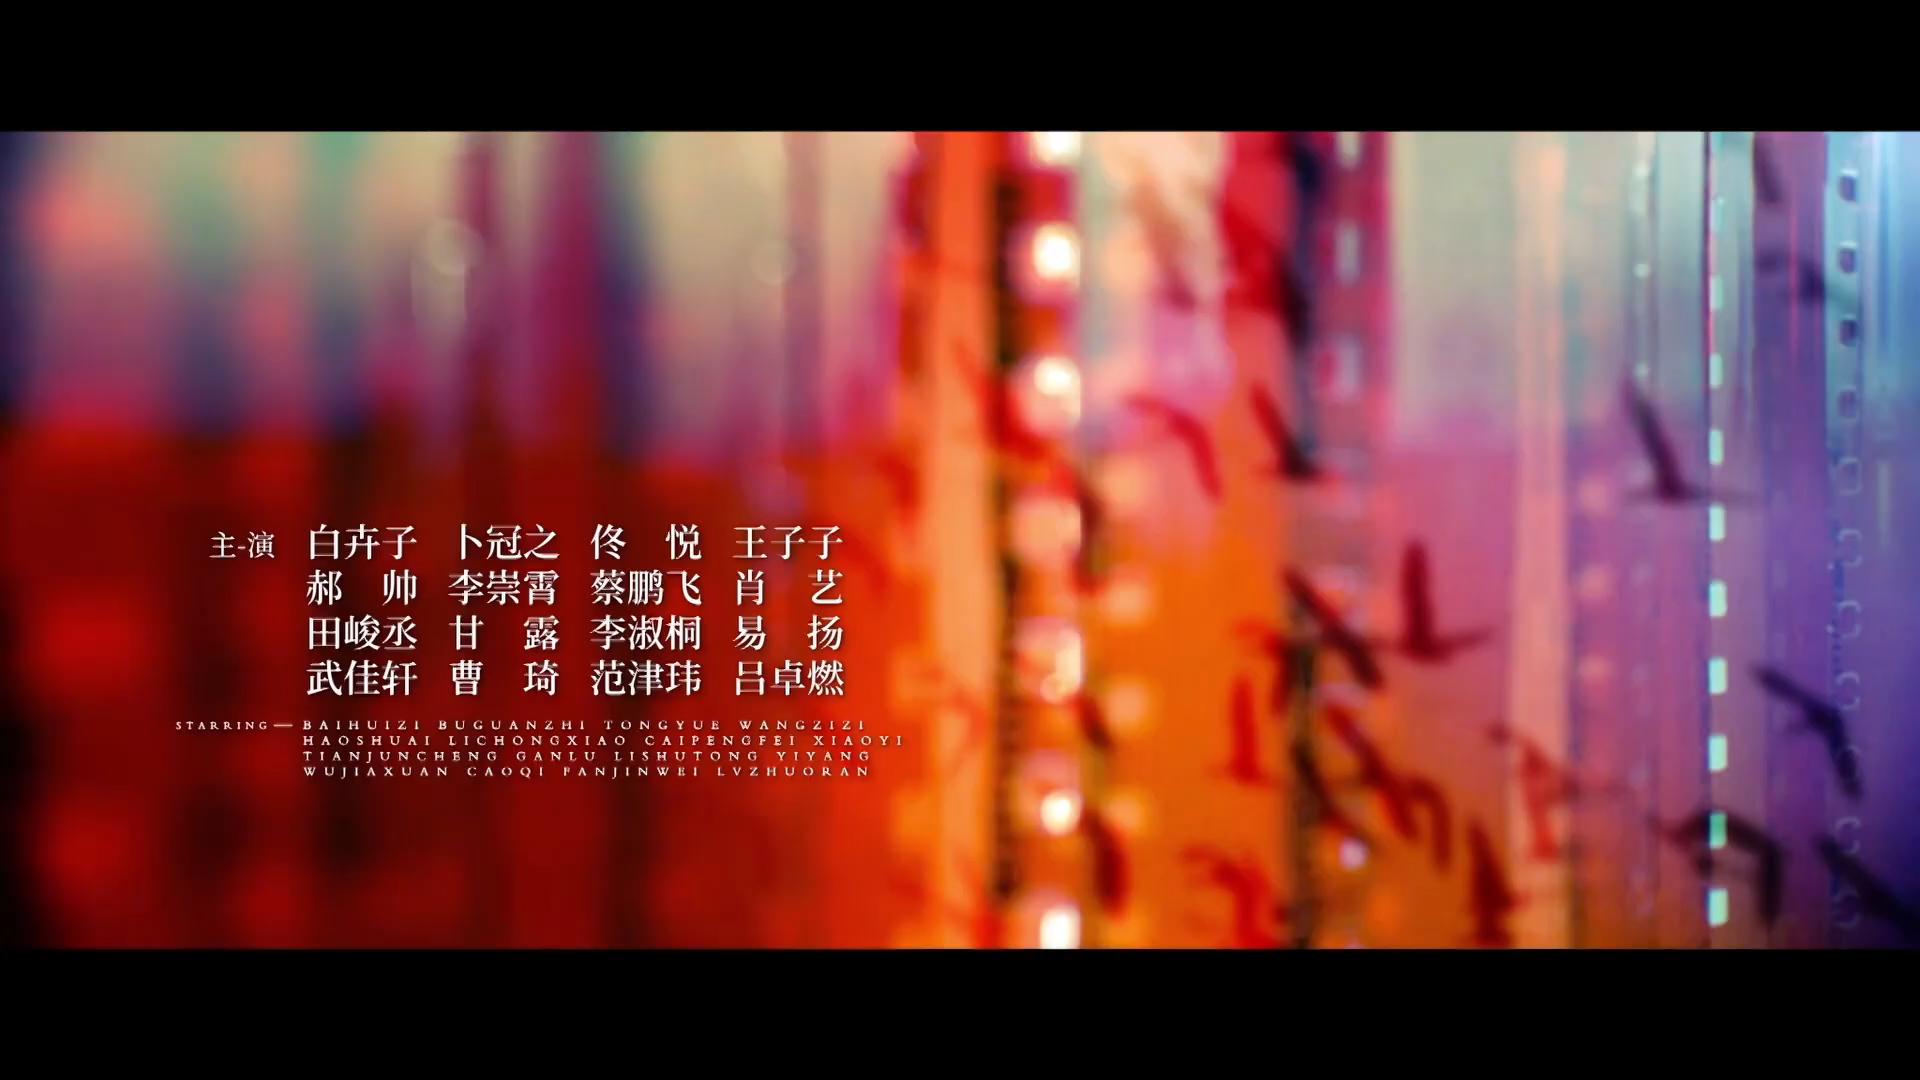 主-演 白卉子 卜冠之 佟 悦 王子子
郝 帅 李崇霄 蔡鹏飞 肖 艺
田峻丞 甘 露 李淑桐 易 扬
武佳轩 曹 琦 范津玮 吕卓燃
STARRING — BAIHUIZI BUGUANZHI TONGYUE WANGZIZI
HAOSHUAI LICHONGXIAO CAIPENGFEI XIAOYI
TIANJUNCHENG GANLU LISHUTONG YIYANG
WUJIAXUAN CAOQI FANJINWEI LVZHUORAN